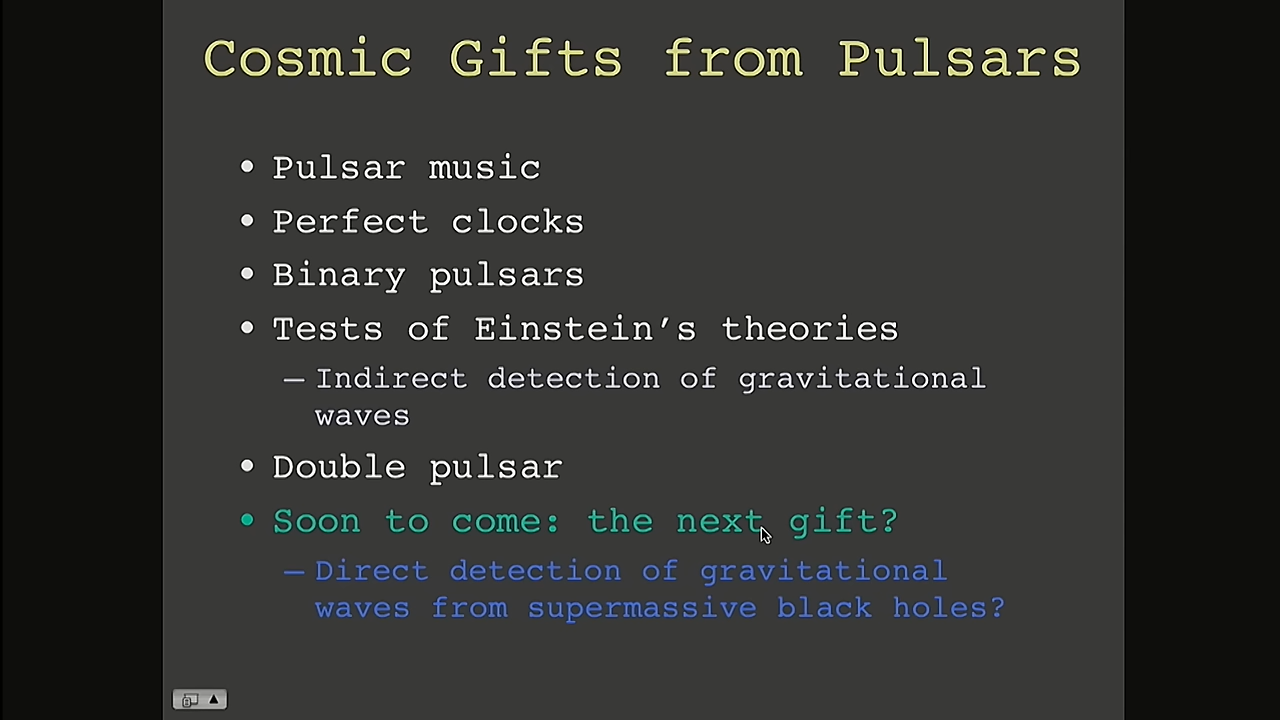 Cosmic Gifts from Pulsars
• Pulsar music
• Perfect clocks
• Binary pulsars
• Tests of Einstein’s theories
– Indirect detection of gravitational
waves
• Double pulsar
• Soon to come: the next gift?
– Direct detection of gravitational
waves from supermassive black holes?